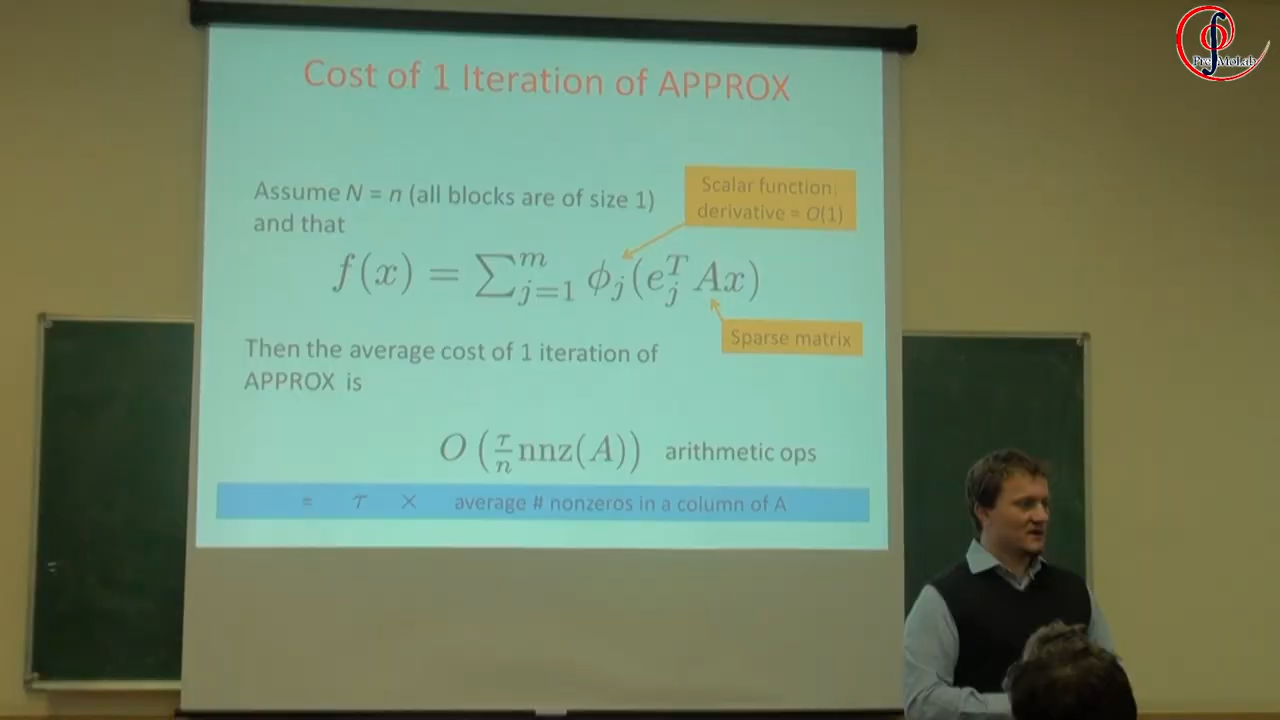 PreMoLab
Cost of 1 Iteration of APPROX
Scalar function:
derivative = O(1)
Assume N = n (all blocks are of size 1)
and that
f(x) = ∑_{j=1}^{m} ϕ_j(e_j^T Ax)
Sparse matrix
Then the average cost of 1 iteration of
APPROX is
O(τ/n nnz(A)) arithmetic ops
= τ × average # nonzeros in a column of A